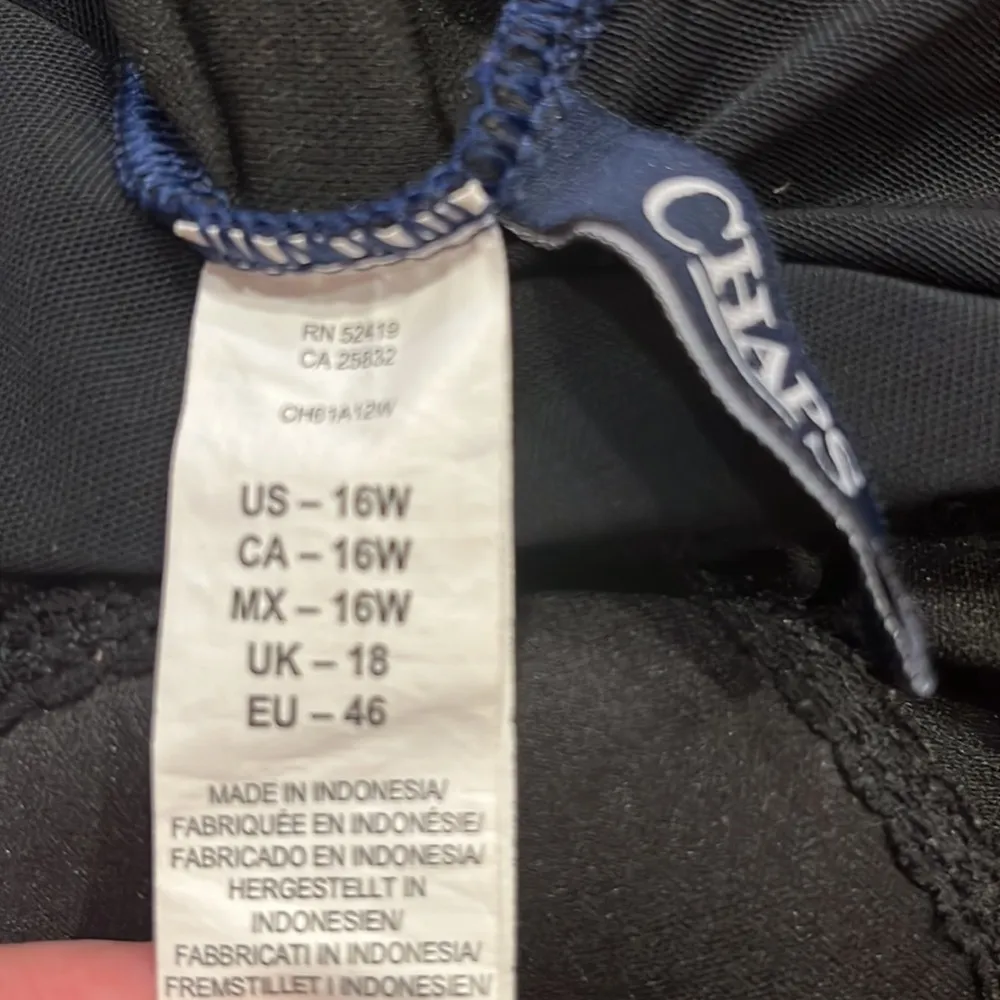 CHAPS
RN 52419
CA 25832
CH61A12W
US – 16W
CA – 16W
MX – 16W
UK – 18
EU – 46
MADE IN INDONESIA/
FABRIQUÉE EN INDONÉSIE/
FABRICADO EN INDONESIA/
HERGESTELLT IN
INDONESIEN/
FABBRICATI IN INDONESIA/
FREMSTILLET I INDONESIEN/